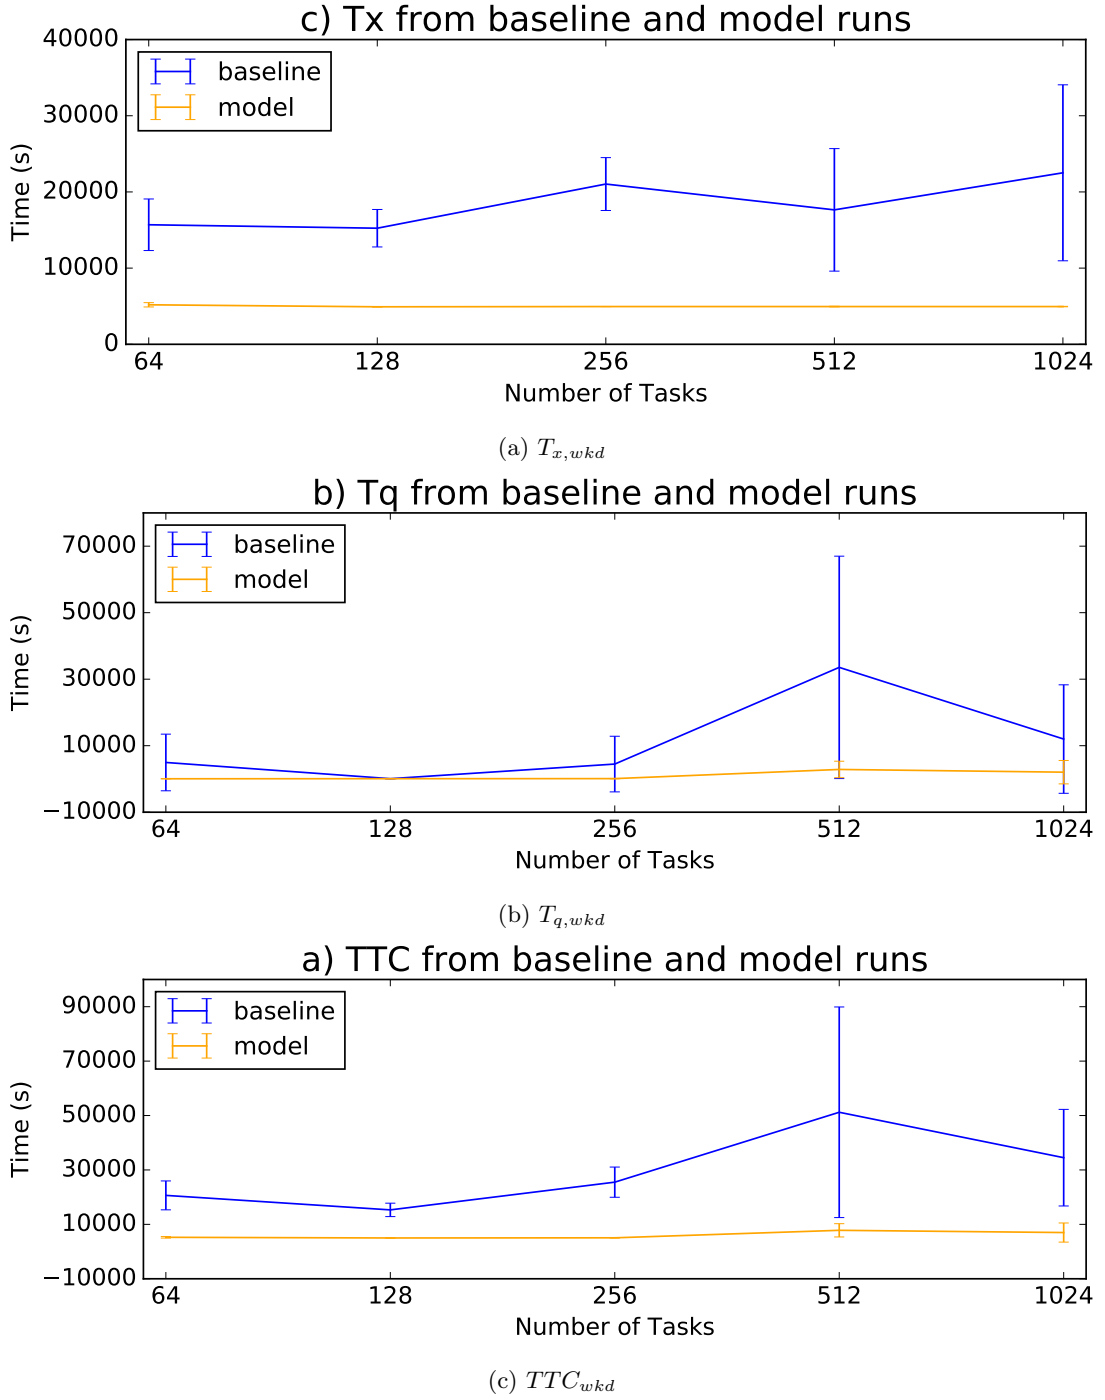 c) Tx from baseline and model runs
40000
30000
20000
10000
0
Time (s)
baseline
model
64 128 256 512 1024
Number of Tasks
(a) T_{x,wkd}
b) Tq from baseline and model runs
70000
50000
30000
10000
−10000
Time (s)
baseline
model
64 128 256 512 1024
Number of Tasks
(b) T_{q,wkd}
a) TTC from baseline and model runs
90000
70000
50000
30000
10000
−10000
Time (s)
baseline
model
64 128 256 512 1024
Number of Tasks
(c) TTC_{wkd}